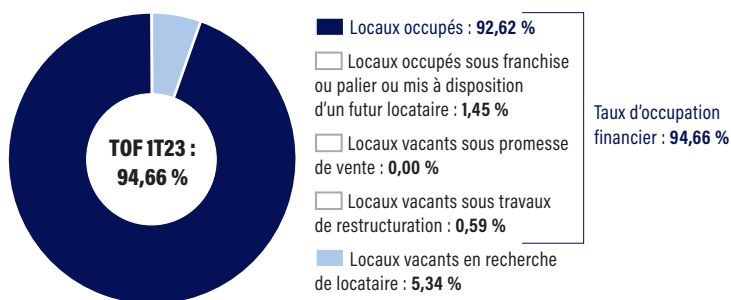 TOF 1T23 :
94,66 %
Locaux occupés : 92,62 %
Locaux occupés sous franchise
ou palier ou mis à disposition
d'un futur locataire : 1,45 %
Locaux vacants sous promesse
de vente : 0,00 %
Locaux vacants sous travaux
de restructuration : 0,59 %
Locaux vacants en recherche
de locataire : 5,34 %
Taux d'occupation
financier : 94,66 %